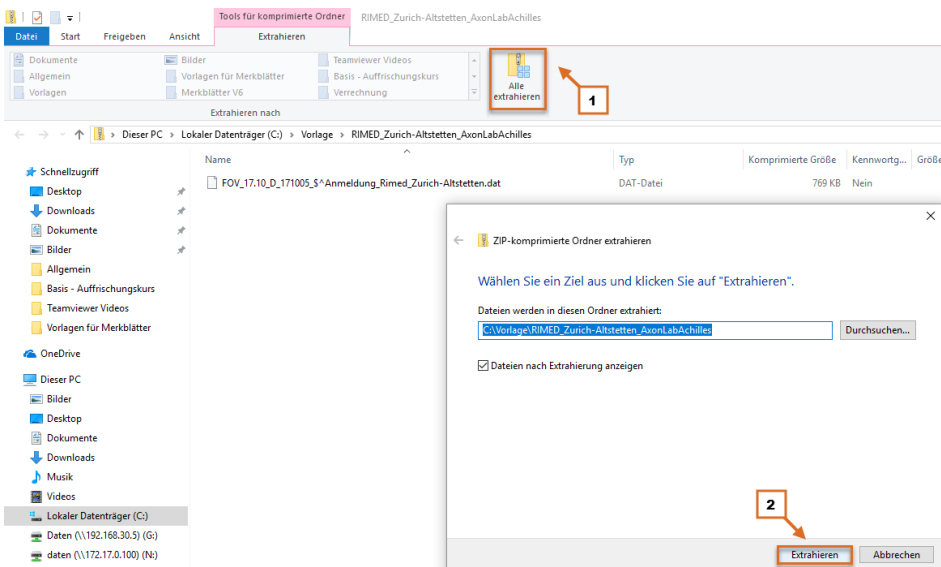 Tools für komprimierte Ordner RIMED_Zurich-Altstetten_AxonLabAchilles
Datei Start Freigeben Ansicht Extrahieren
Dokumente Bilder Teamviewer Videos
Allgemein Vorlagen für Merkblätter Basis - Auffrischungskurs
Vorlagen Merkblätter V6 Verrechnung
Alle
extrahieren
1
Extrahieren nach
Dieser PC > Lokaler Datenträger (C:) > Vorlage > RIMED_Zurich-Altstetten_AxonLabAchilles
Name Typ Komprimierte Größe Kennwortg... Größe
FOV_17.10_D_171005_$^Anmeldung_Rimed_Zurich-Altstetten.dat DAT-Datei 769 KB Nein
Schnellzugriff
Desktop
Downloads
Dokumente
Bilder
Allgemein
Basis - Auffrischungskurs
Teamviewer Videos
Vorlagen für Merkblätter
OneDrive
Dieser PC
Bilder
Desktop
Dokumente
Downloads
Musik
Videos
Lokaler Datenträger (C:)
Daten (\\192.168.30.5) (G:)
daten (\\172.17.0.100) (N:)
ZIP-komprimierte Ordner extrahieren
Wählen Sie ein Ziel aus und klicken Sie auf "Extrahieren".
Dateien werden in diesen Ordner extrahiert:
C:\Vorlage\RIMED_Zurich-Altstetten_AxonLabAchilles Durchsuchen...
Dateien nach Extrahierung anzeigen
2
Extrahieren Abbrechen